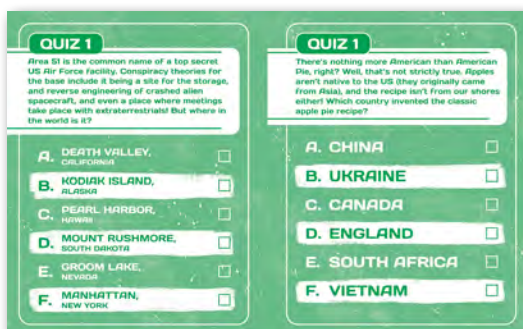 QUIZ 1
Area 51 is the common name of a top secret
US Air Force facility. Conspiracy theories for
the base include it being a site for the storage,
and reverse engineering of crashed alien
spacecraft, and even a place where meetings
take place with extraterrestrials! But where in
the world is it?
A. DEATH VALLEY,
CALIFORNIA
B. KODIAK ISLAND,
ALASKA
C. PEARL HARBOR,
HAWAII
D. MOUNT RUSHMORE,
SOUTH DAKOTA
E. GROOM LAKE,
NEVADA
F. MANHATTAN,
NEW YORK
QUIZ 1
There's nothing more American than American
Pie, right? Well, that's not strictly true. Apples
aren't native to the US (they originally came
from Asia), and the recipe isn't from our shores
either! Which country invented the classic
apple pie recipe?
A. CHINA
B. UKRAINE
C. CANADA
D. ENGLAND
E. SOUTH AFRICA
F. VIETNAM